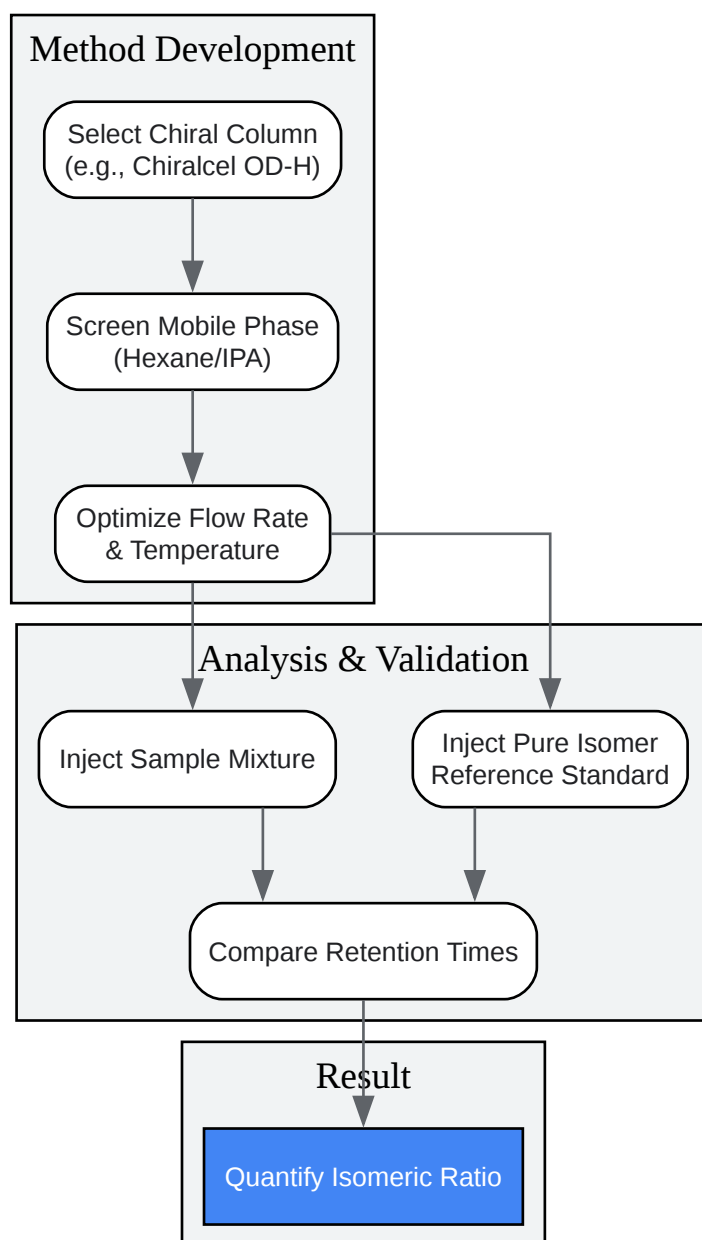 Method Development
Select Chiral Column
(e.g., Chiralcel OD-H)
Screen Mobile Phase
(Hexane/IPA)
Optimize Flow Rate
& Temperature
Analysis & Validation
Inject Sample Mixture
Inject Pure Isomer
Reference Standard
Compare Retention Times
Result
Quantify Isomeric Ratio